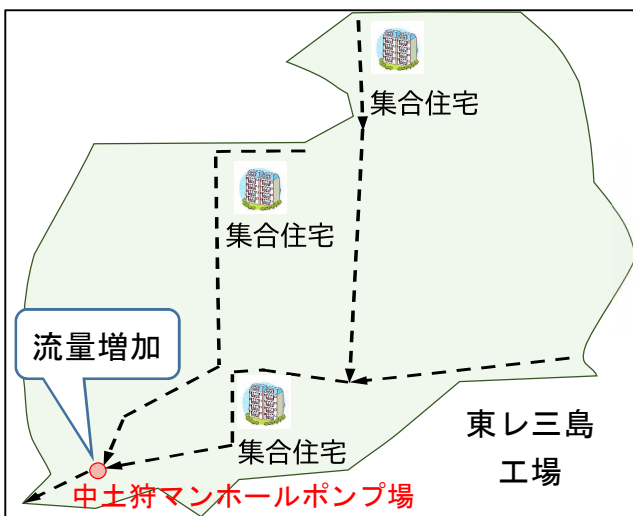 集合住宅
集合住宅
流量増加
集合住宅
東レ三島
工場
中土狩マンホールポンプ場